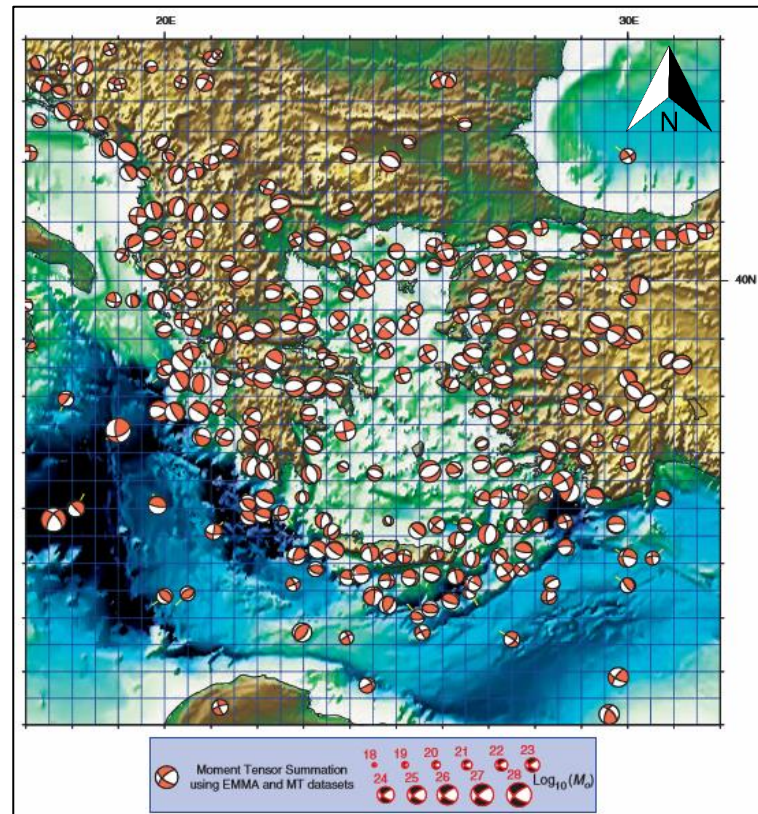 20E 30E
N
40N
18 19 20 21 22 23
Moment Tensor Summation
using EMMA and MT datasets
Log10(Mo)
24 25 26 27 28